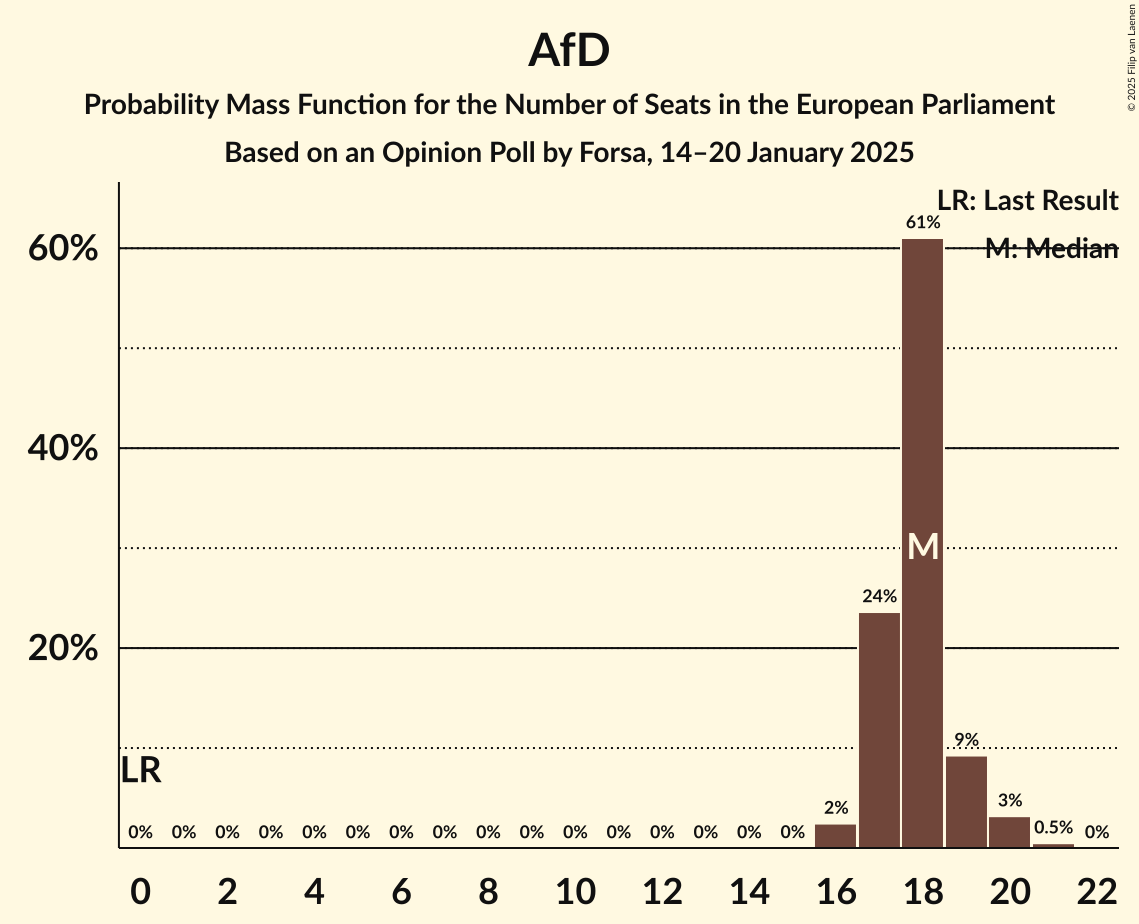 AfD
Probability Mass Function for the Number of Seats in the European Parliament
Based on an Opinion Poll by Forsa, 14–20 January 2025
© 2025 Filip van Laenen
LR: Last Result
M: Median
60%
40%
20%
61%
M
24%
LR
9%
2%
3%
0% 0% 0% 0% 0% 0% 0% 0% 0% 0% 0% 0% 0% 0% 0% 0% 0.5% 0%
0 2 4 6 8 10 12 14 16 18 20 22